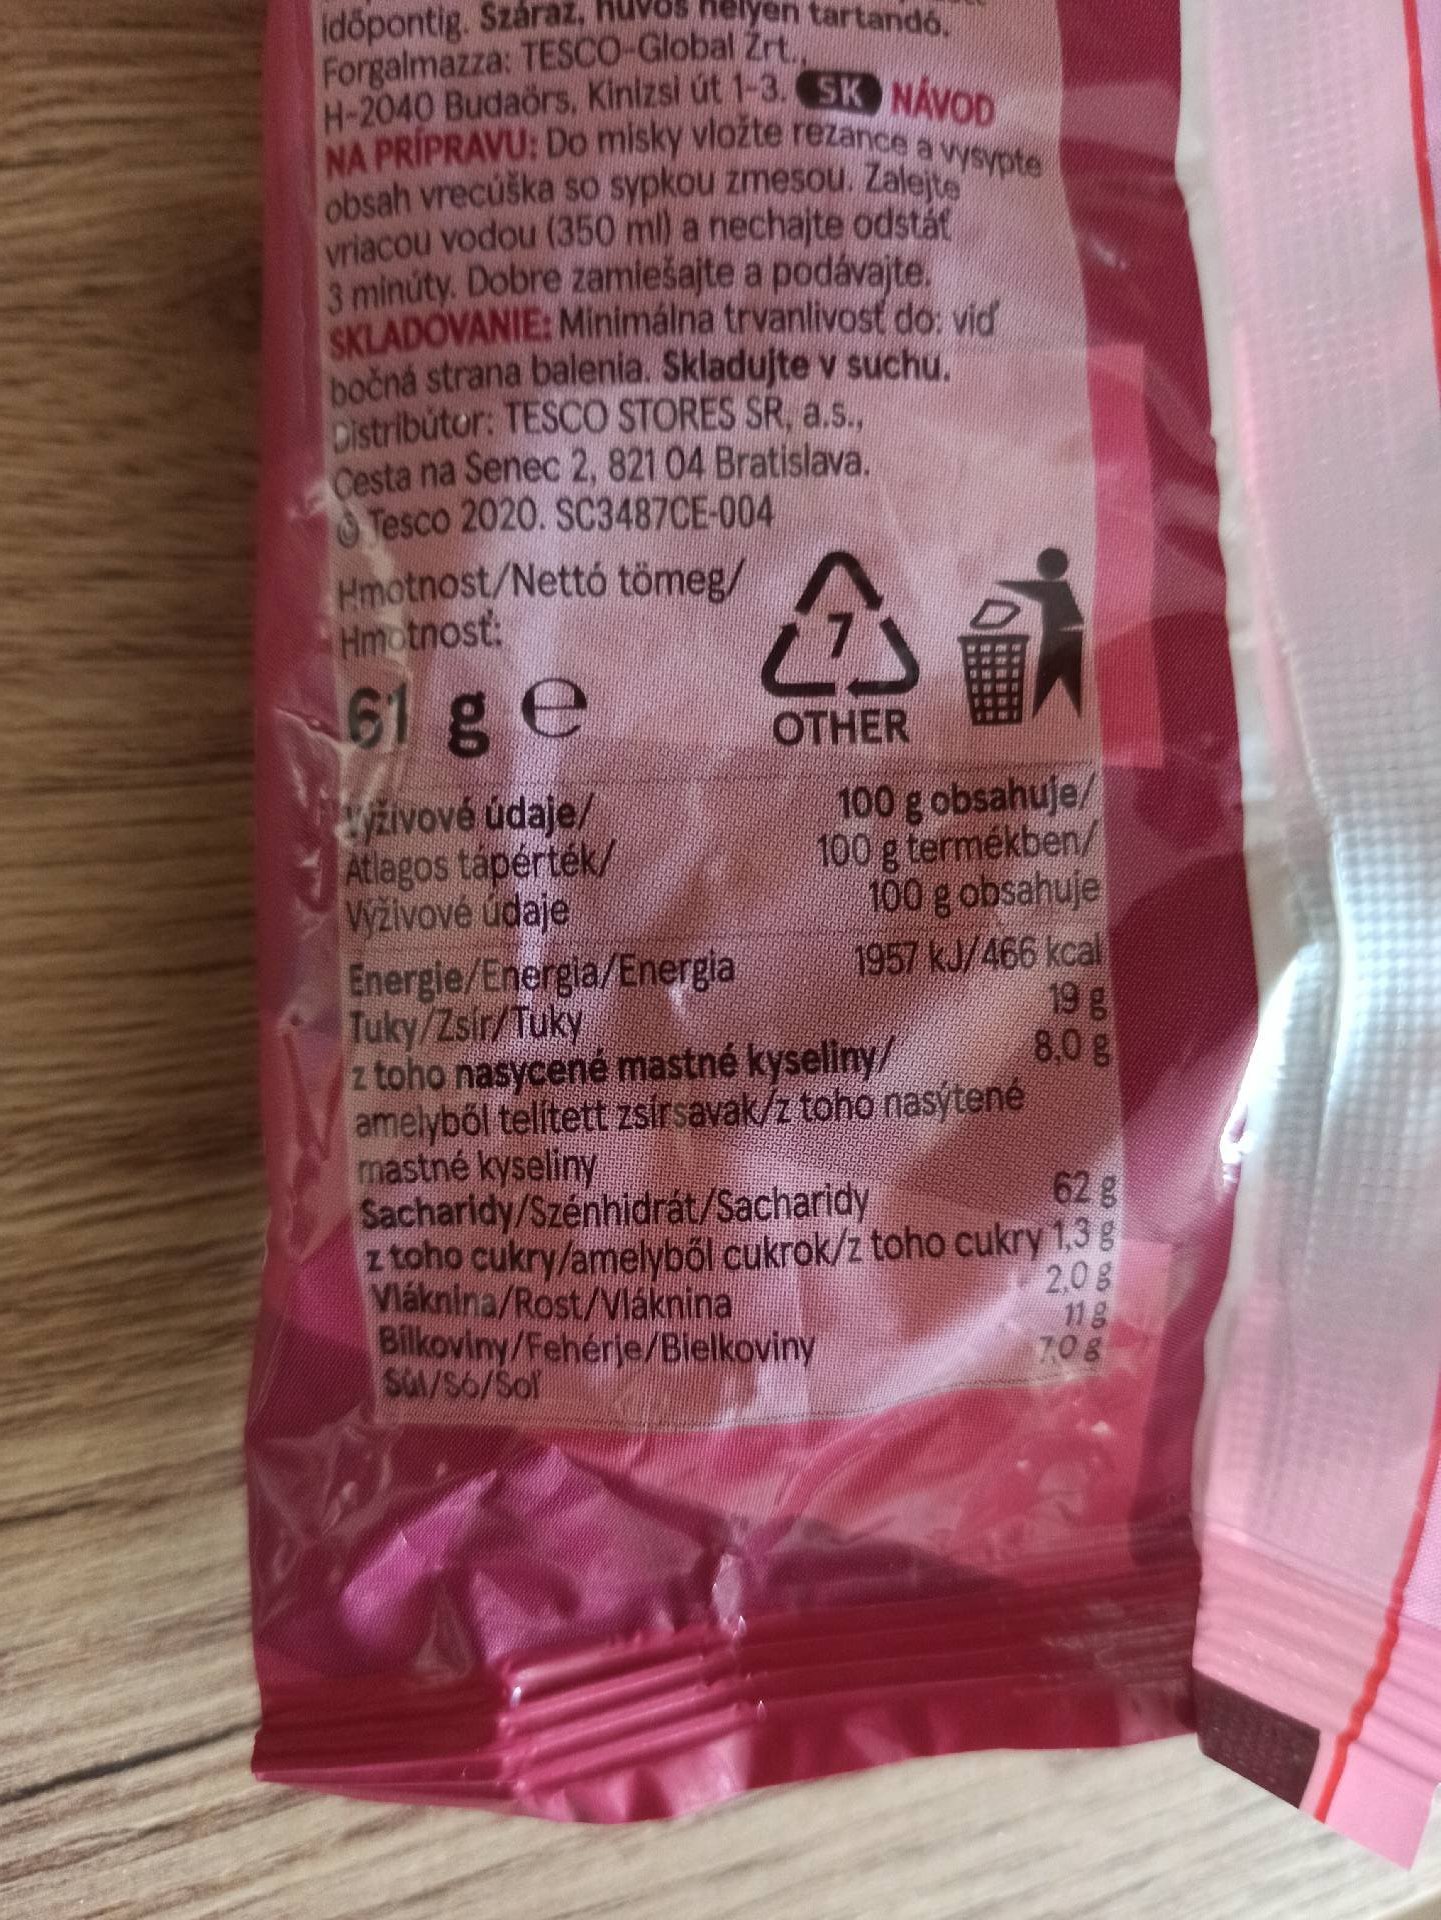 időpontig. Száraz, hűvös helyen tartandó.
Forgalmazza: TESCO-Global Zrt.,
H-2040 Budaörs, Kinizsi út 1-3. SK NÁVOD
NA PRÍPRAVU: Do misky vložte rezance a vysypte
obsah vrecúška so sypkou zmesou. Zalejte
vriacou vodou (350 ml) a nechajte odstáť
3 minúty. Dobre zamiešajte a podávajte.
SKLADOVANIE: Minimálna trvanlivosť do: viď
bočná strana balenia. Skladujte v suchu.
Distribútor: TESCO STORES SR, a.s.,
Cesta na Senec 2, 821 04 Bratislava.
© Tesco 2020. SC3487CE-004
Hmotnost/Nettó tömeg/
Hmotnosť:
61 g e
7
OTHER
Výživové údaje/ 100 g obsahuje/
Átlagos tápérték/ 100 g termékben/
Výživové údaje 100 g obsahuje
Energie/Energia/Energia 1957 kJ/466 kcal
Tuky/Zsír/Tuky 19 g
z toho nasycené mastné kyseliny/ 8,0 g
amelyből telített zsírsavak/z toho nasýtené
mastné kyseliny
Sacharidy/Szénhidrát/Sacharidy 62 g
z toho cukry/amelyből cukrok/z toho cukry 1,3 g
Vláknina/Rost/Vláknina 2,0 g
Bílkoviny/Fehérje/Bielkoviny 11 g
Sůl/Só/Soľ 7,0 g